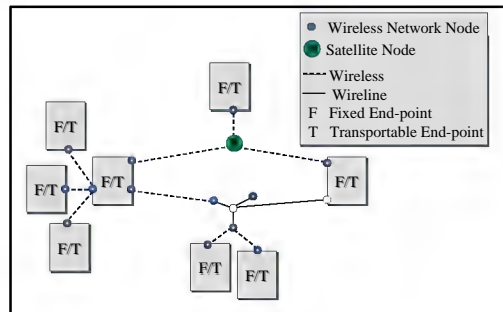 Wireless Network Node
Satellite Node
Wireless
Wireline
F Fixed End-point
T Transportable End-point
F/T
F/T
F/T
F/T
F/T
F/T
F/T
F/T